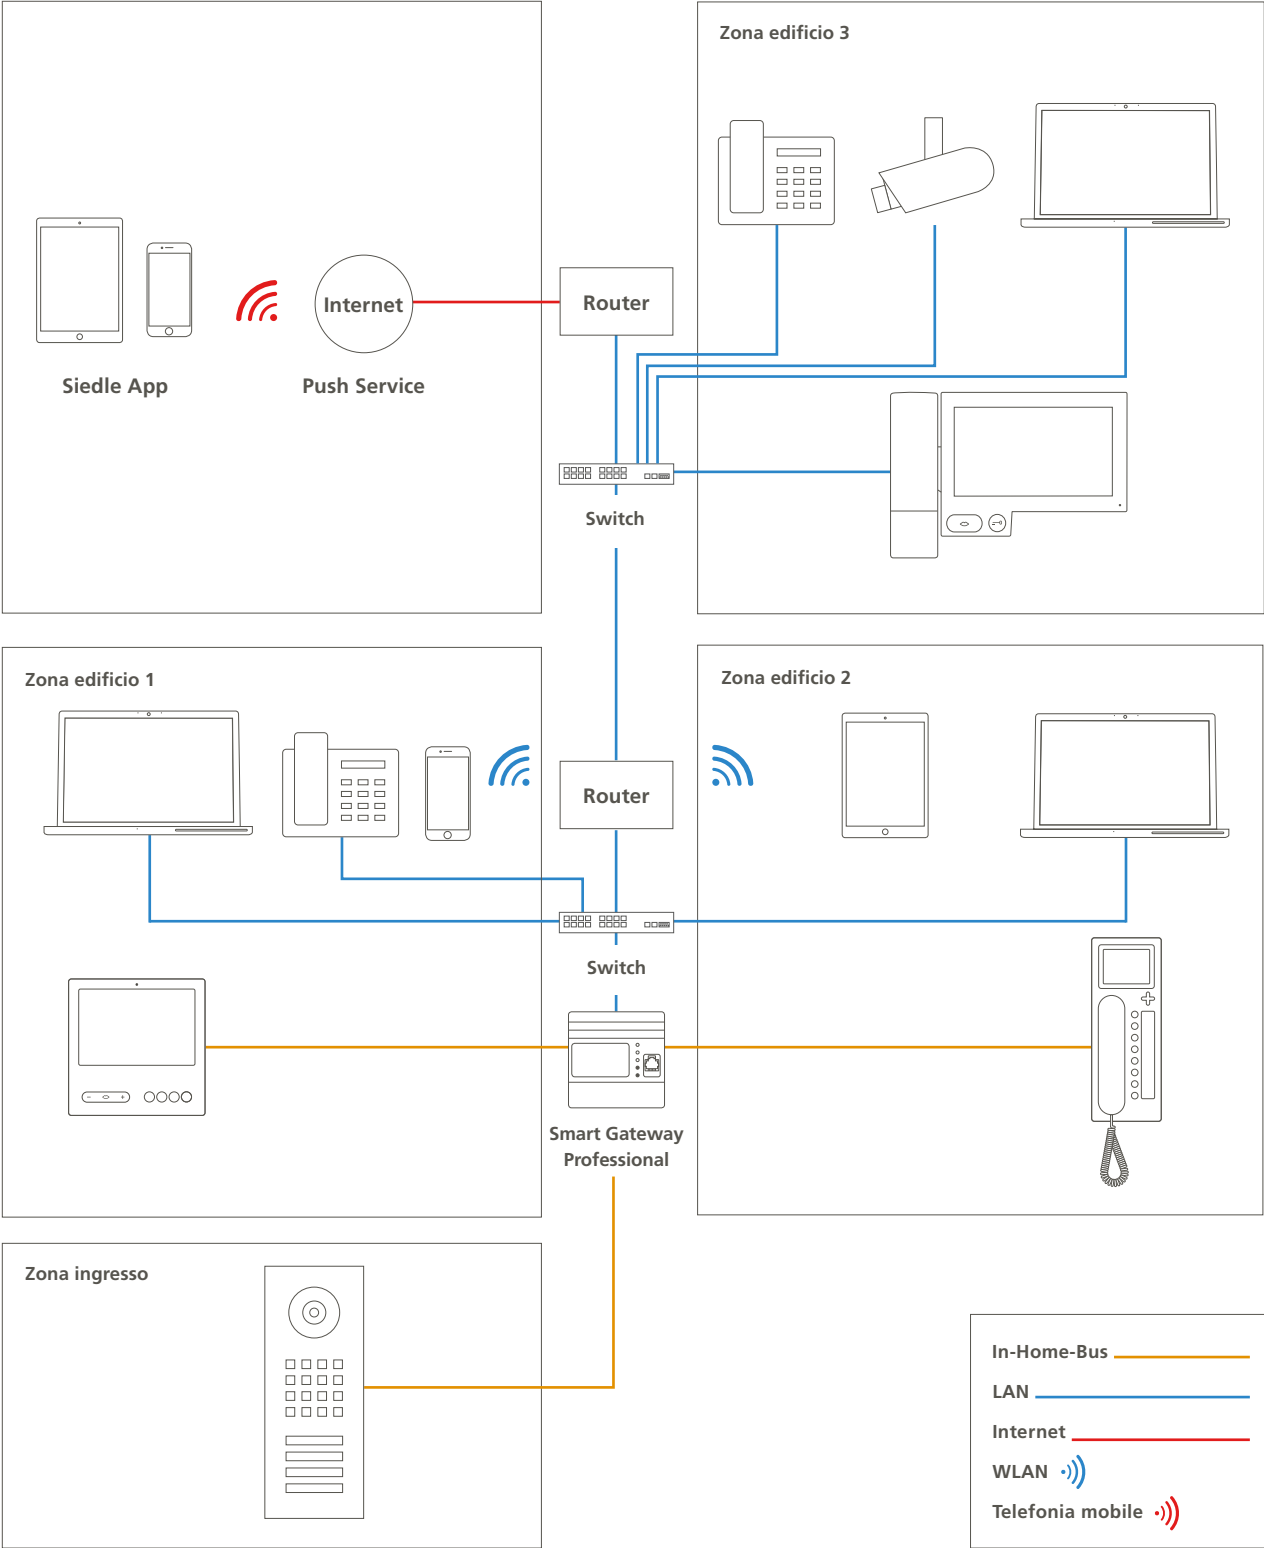 Zona edificio 3
Internet
Router
Siedle App
Push Service
Switch
Zona edificio 1
Zona edificio 2
Router
Switch
Smart Gateway
Professional
Zona ingresso
In-Home-Bus
LAN
Internet
WLAN
Telefonia mobile